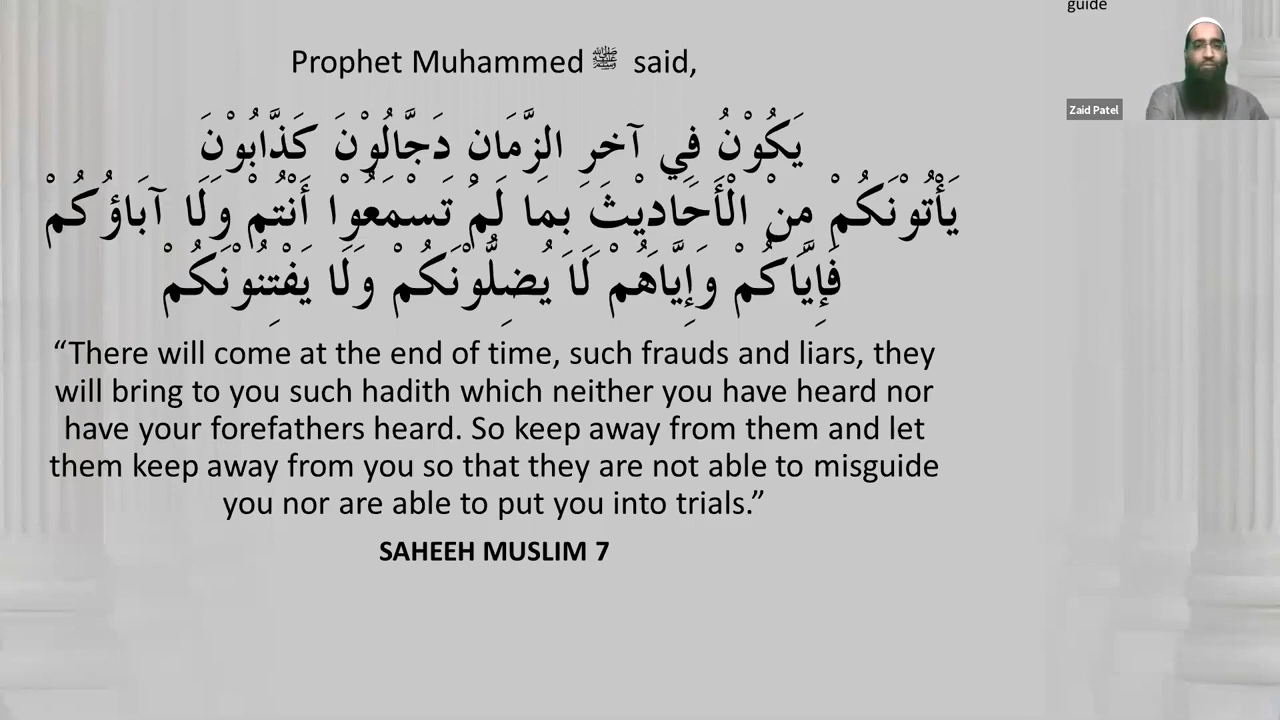 guide
Prophet Muhammed ﷺ said,
Zaid Patel
يَكُوْنُ فِي آخرِ الزَّمَان دَجَّالُوْنَ كَذَّابُوْنَ
يَأْتُوْنَكُمْ مِنْ الْأَحَاديْثَ بِمَا لَمْ تَسْمَعُوْا أَنْتُمْ وَلَا آبَاؤُكُمْ
فَإِيَّاكُمْ وَإِيَّاهُمْ لَا يُضِلُّوْنَكُمْ وَلَا يَفْتِنُوْنَكُمْ
“There will come at the end of time, such frauds and liars, they
will bring to you such hadith which neither you have heard nor
have your forefathers heard. So keep away from them and let
them keep away from you so that they are not able to misguide
you nor are able to put you into trials.”
SAHEEH MUSLIM 7